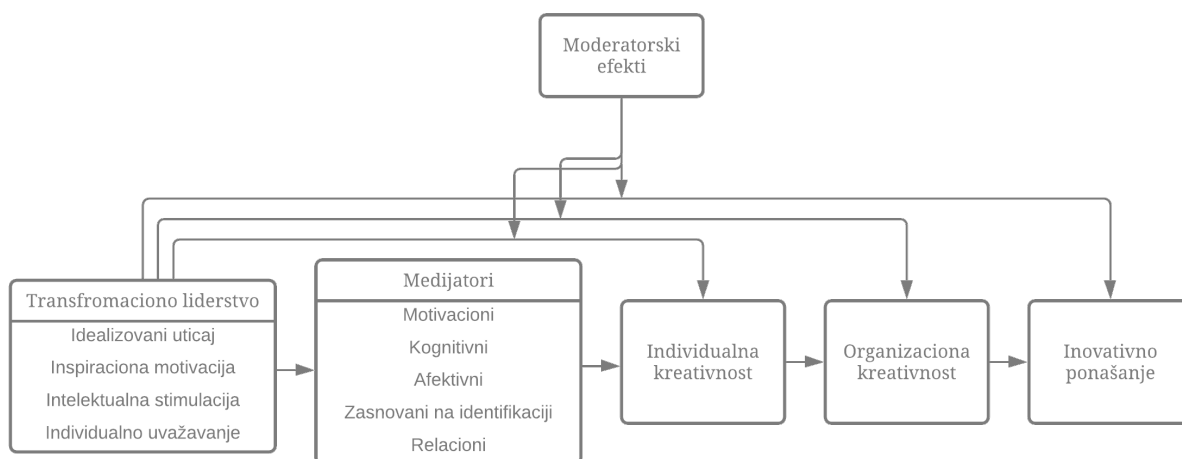 Moderatorski
efekti
Transfromaciono liderstvo
Idealizovani uticaj
Inspiraciona motivacija
Intelektualna stimulacija
Individualno uvažavanje
Medijatori
Motivacioni
Kognitivni
Afektivni
Zasnovani na identifikaciji
Relacioni
Individualna
kreativnost
Organizaciona
kreativnost
Inovativno
ponašanje